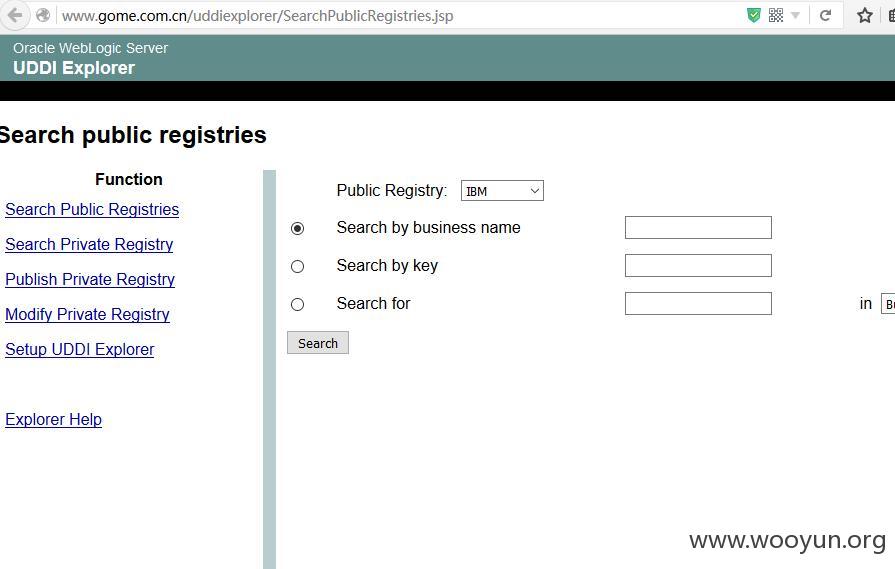 www.gome.com.cn/uddiexplorer/SearchPublicRegistries.jsp
Oracle WebLogic Server
UDDI Explorer
Search public registries
Function
Search Public Registries
Search Private Registry
Publish Private Registry
Modify Private Registry
Setup UDDI Explorer
Explorer Help
Public Registry: IBM
Search by business name
Search by key
Search for in
Search
www.wooyun.org